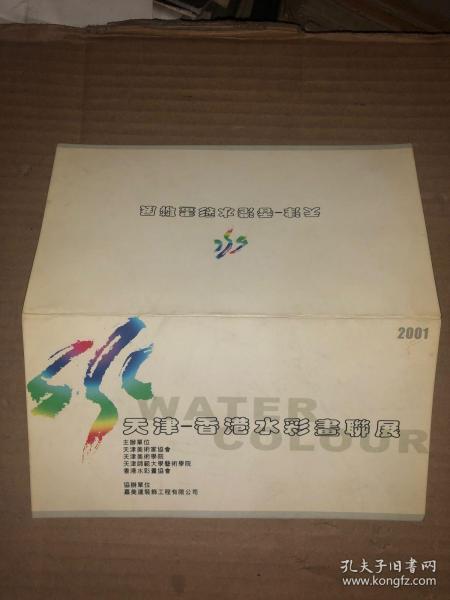 天津-香港水彩畫聯展
2001
WATER
COLOUR
天津-香港水彩畫聯展
主辦單位
天津美術家協會
天津美術學院
天津師範大學藝術學院
香港水彩畫協會
協辦單位
嘉美達裝飾工程有限公司
孔夫子旧书网
www.kongfz.com